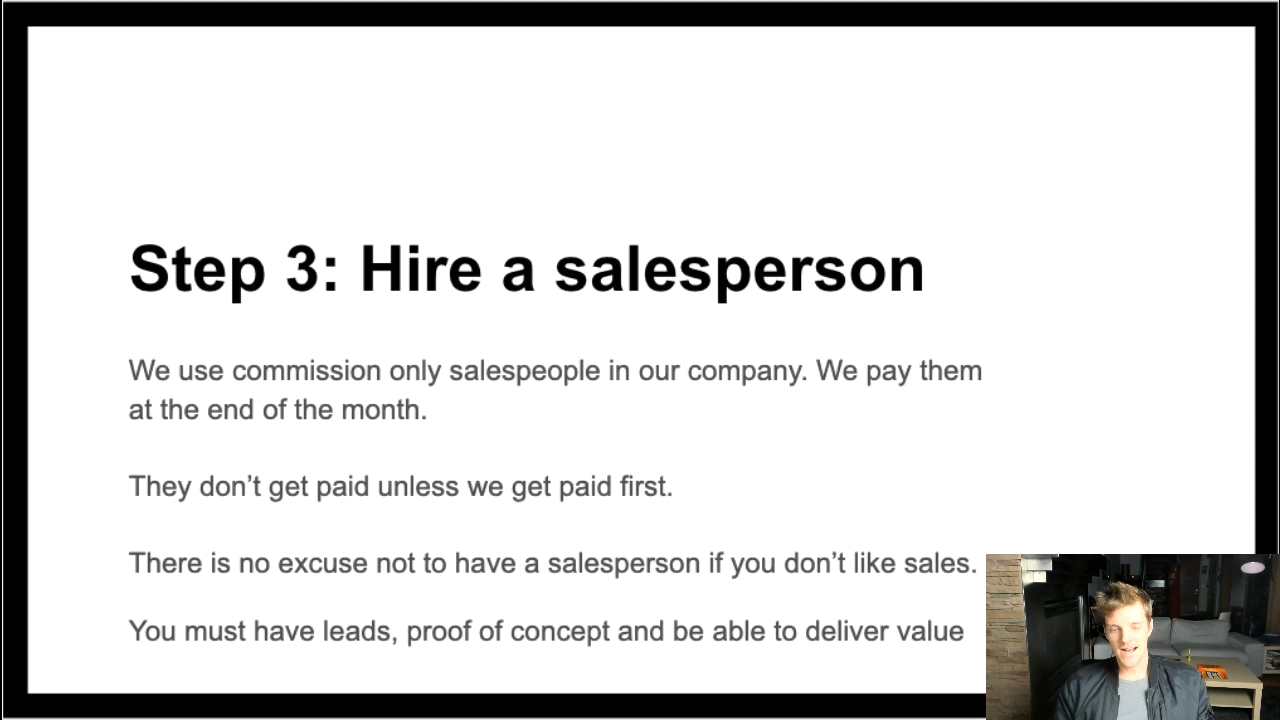 Step 3: Hire a salesperson
We use commission only salespeople in our company. We pay them
at the end of the month.
They don’t get paid unless we get paid first.
There is no excuse not to have a salesperson if you don’t like sales.
You must have leads, proof of concept and be able to deliver value